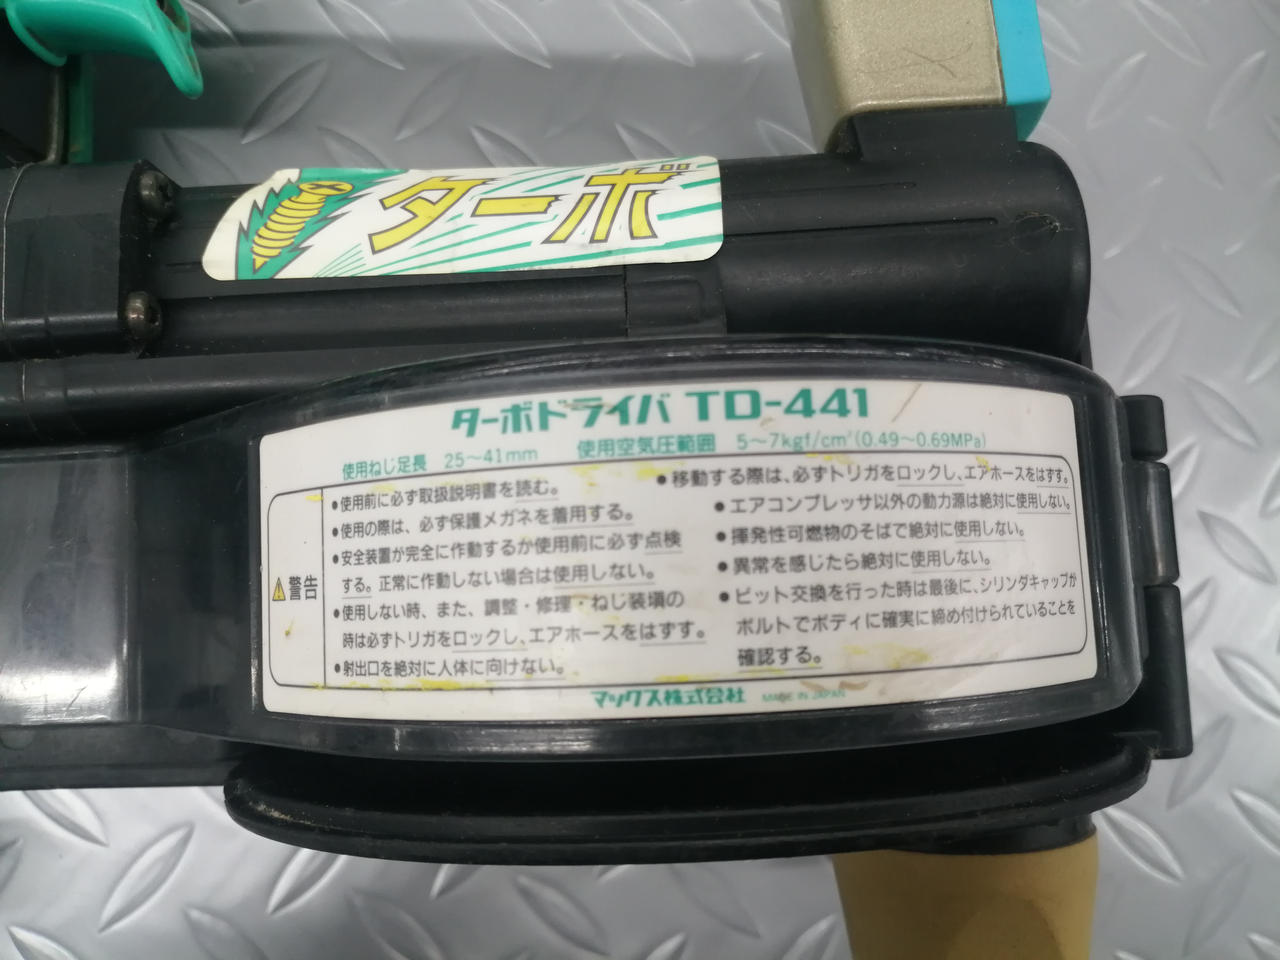 ターボ
ターボドライバ TD-441
使用ねじ足長 25〜41mm 使用空気圧範囲 5〜7kgf/cm²(0.49〜0.69MPa)
警告
●使用前に必ず取扱説明書を読む。
●使用の際は、必ず保護メガネを着用する。
●安全装置が完全に作動するか使用前に必ず点検
する。正常に作動しない場合は使用しない。
●使用しない時、また、調整・修理・ねじ装塡の
時は必ずトリガをロックし、エアホースをはずす。
●射出口を絶対に人体に向けない。
●移動する際は、必ずトリガをロックし、エアホースをはずす。
●エアコンプレッサ以外の動力源は絶対に使用しない。
●揮発性可燃物のそばで絶対に使用しない。
●異常を感じたら絶対に使用しない。
●ビット交換を行った時は最後に、シリンダキャップが
ボルトでボディに確実に締め付けられていることを
確認する。
マックス株式会社 MADE IN JAPAN